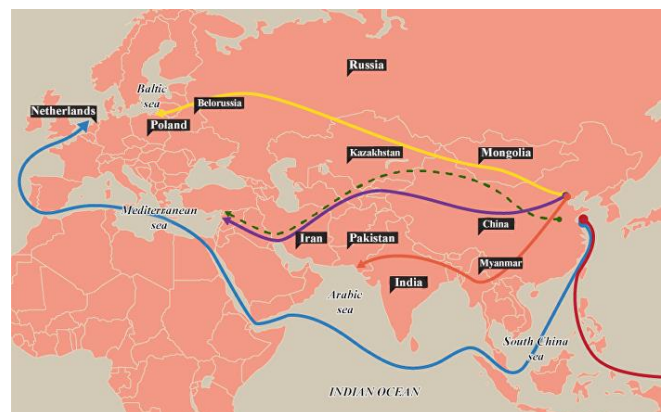 Russia
Baltic
sea
Netherlands
Belorussia
Poland
Kazakhstan
Mongolia
Mediterranean
sea
Iran
Pakistan
China
Myanmar
India
Arabic
sea
South China
sea
INDIAN OCEAN